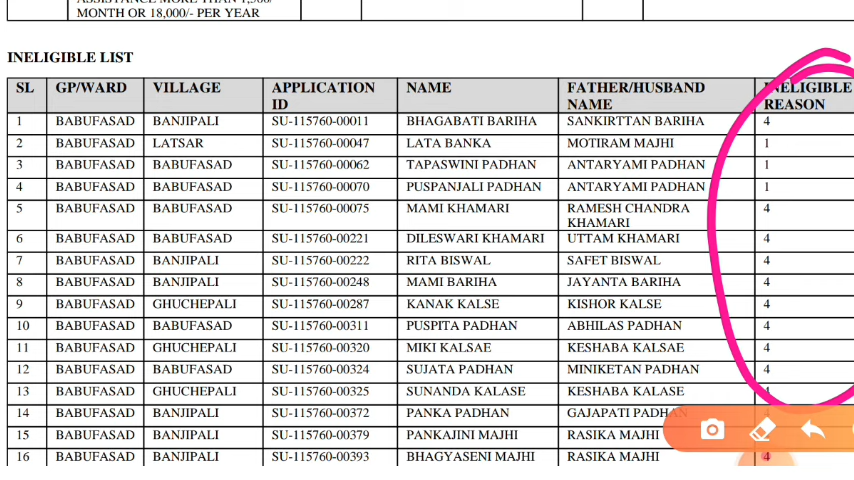 MONTH OR 18,000/- PER YEAR
INELIGIBLE LIST
SL GP/WARD VILLAGE APPLICATION ID NAME FATHER/HUSBAND NAME INELIGIBLE REASON
1 BABUFASAD BANJIPALI SU-115760-00011 BHAGABATI BARIHA SANKIRTTAN BARIHA 4
2 BABUFASAD LATSAR SU-115760-00047 LATA BANKA MOTIRAM MAJHI 1
3 BABUFASAD BABUFASAD SU-115760-00062 TAPASWINI PADHAN ANTARYAMI PADHAN 1
4 BABUFASAD BABUFASAD SU-115760-00070 PUSPANJALI PADHAN ANTARYAMI PADHAN 1
5 BABUFASAD BABUFASAD SU-115760-00075 MAMI KHAMARI RAMESH CHANDRA KHAMARI 4
6 BABUFASAD BABUFASAD SU-115760-00221 DILESWARI KHAMARI UTTAM KHAMARI 4
7 BABUFASAD BANJIPALI SU-115760-00222 RITA BISWAL SAFET BISWAL 4
8 BABUFASAD BANJIPALI SU-115760-00248 MAMI BARIHA JAYANTA BARIHA 4
9 BABUFASAD GHUCHEPALI SU-115760-00287 KANAK KALSE KISHOR KALSE 4
10 BABUFASAD BABUFASAD SU-115760-00311 PUSPITA PADHAN ABHILAS PADHAN 4
11 BABUFASAD GHUCHEPALI SU-115760-00320 MIKI KALSAE KESHABA KALSAE 4
12 BABUFASAD BABUFASAD SU-115760-00324 SUJATA PADHAN MINIKETAN PADHAN 4
13 BABUFASAD GHUCHEPALI SU-115760-00325 SUNANDA KALASE KESHABA KALASE
14 BABUFASAD BANJIPALI SU-115760-00372 PANKA PADHAN GAJAPATI PADHAN
15 BABUFASAD BANJIPALI SU-115760-00379 PANKAJINI MAJHI RASIKA MAJHI
16 BABUFASAD BANJIPALI SU-115760-00393 BHAGYASENI MAJHI RASIKA MAJHI 4